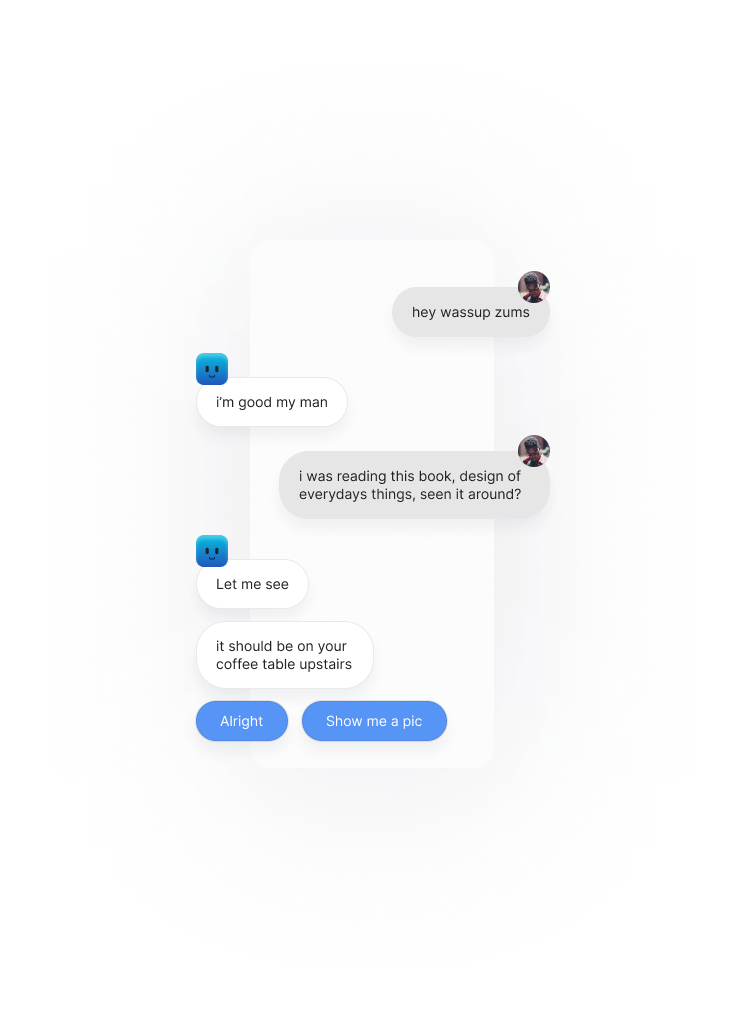 hey wassup zums
i’m good my man
i was reading this book, design of
everydays things, seen it around?
Let me see
it should be on your
coffee table upstairs
Alright
Show me a pic